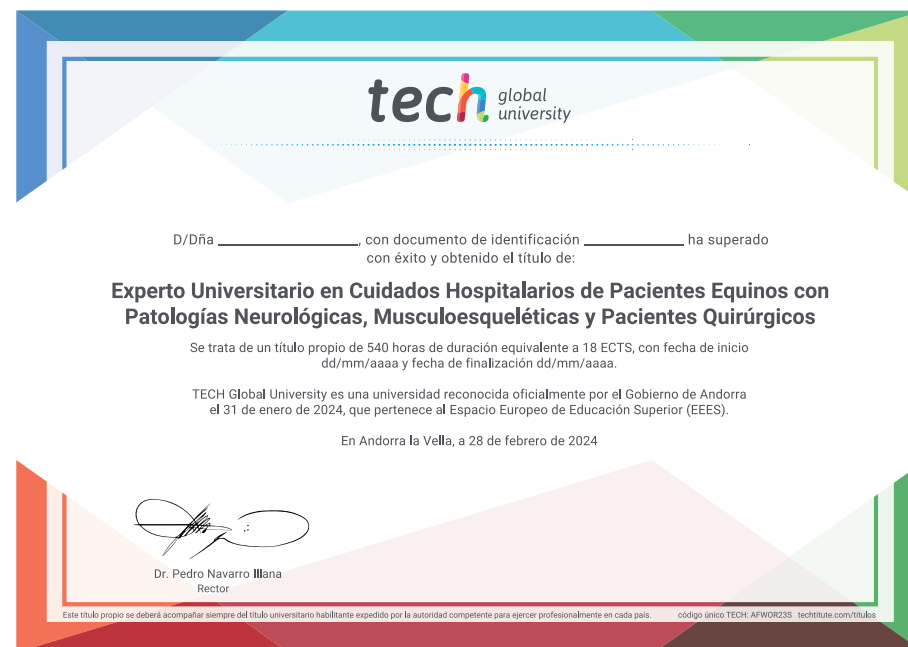 tech global university
D/Dña ____________, con documento de identificación ____________ ha superado
con éxito y obtenido el título de:
Experto Universitario en Cuidados Hospitalarios de Pacientes Equinos con
Patologías Neurológicas, Musculoesqueléticas y Pacientes Quirúrgicos
Se trata de un título propio de 540 horas de duración equivalente a 18 ECTS, con fecha de inicio
dd/mm/aaaa y fecha de finalización dd/mm/aaaa.
TECH Global University es una universidad reconocida oficialmente por el Gobierno de Andorra
el 31 de enero de 2024, que pertenece al Espacio Europeo de Educación Superior (EEES).
En Andorra la Vella, a 28 de febrero de 2024
Dr. Pedro Navarro Illana
Rector
Este título propio se deberá acompañar siempre del título universitario habilitante expedido por la autoridad competente para ejercer profesionalmente en cada país. código único TECH: AFWOR23S techtitute.com/titulos